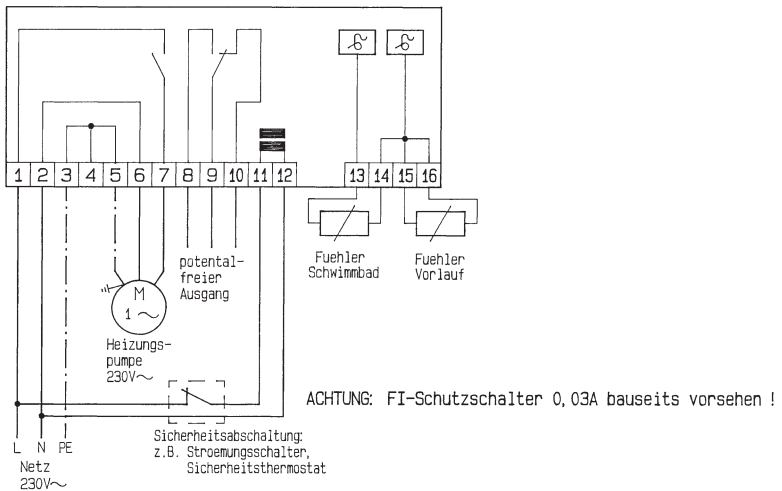 1 2 3 4 5 6 7 8 9 10 11 12 13 14 15 16
potental-
freier
Ausgang
Fuehler
Schwimmbad
Fuehler
Vorlauf
M
1 ~
Heizungs-
pumpe
230V~
ACHTUNG: FI-Schutzschalter 0,03A bauseits vorsehen !
Sicherheitsabschaltung:
z.B. Stroemungsschalter,
Sicherheitsthermostat
L N PE
Netz
230V~